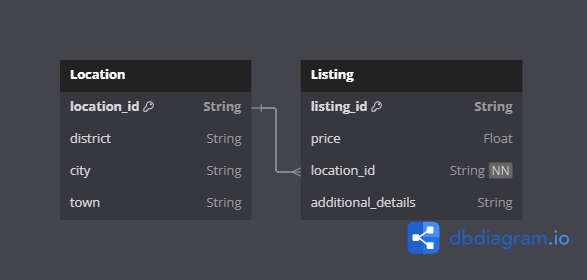 Location
location_id String
district String
city String
town String
Listing
listing_id String
price Float
location_id String NN
additional_details String
dbdiagram.io